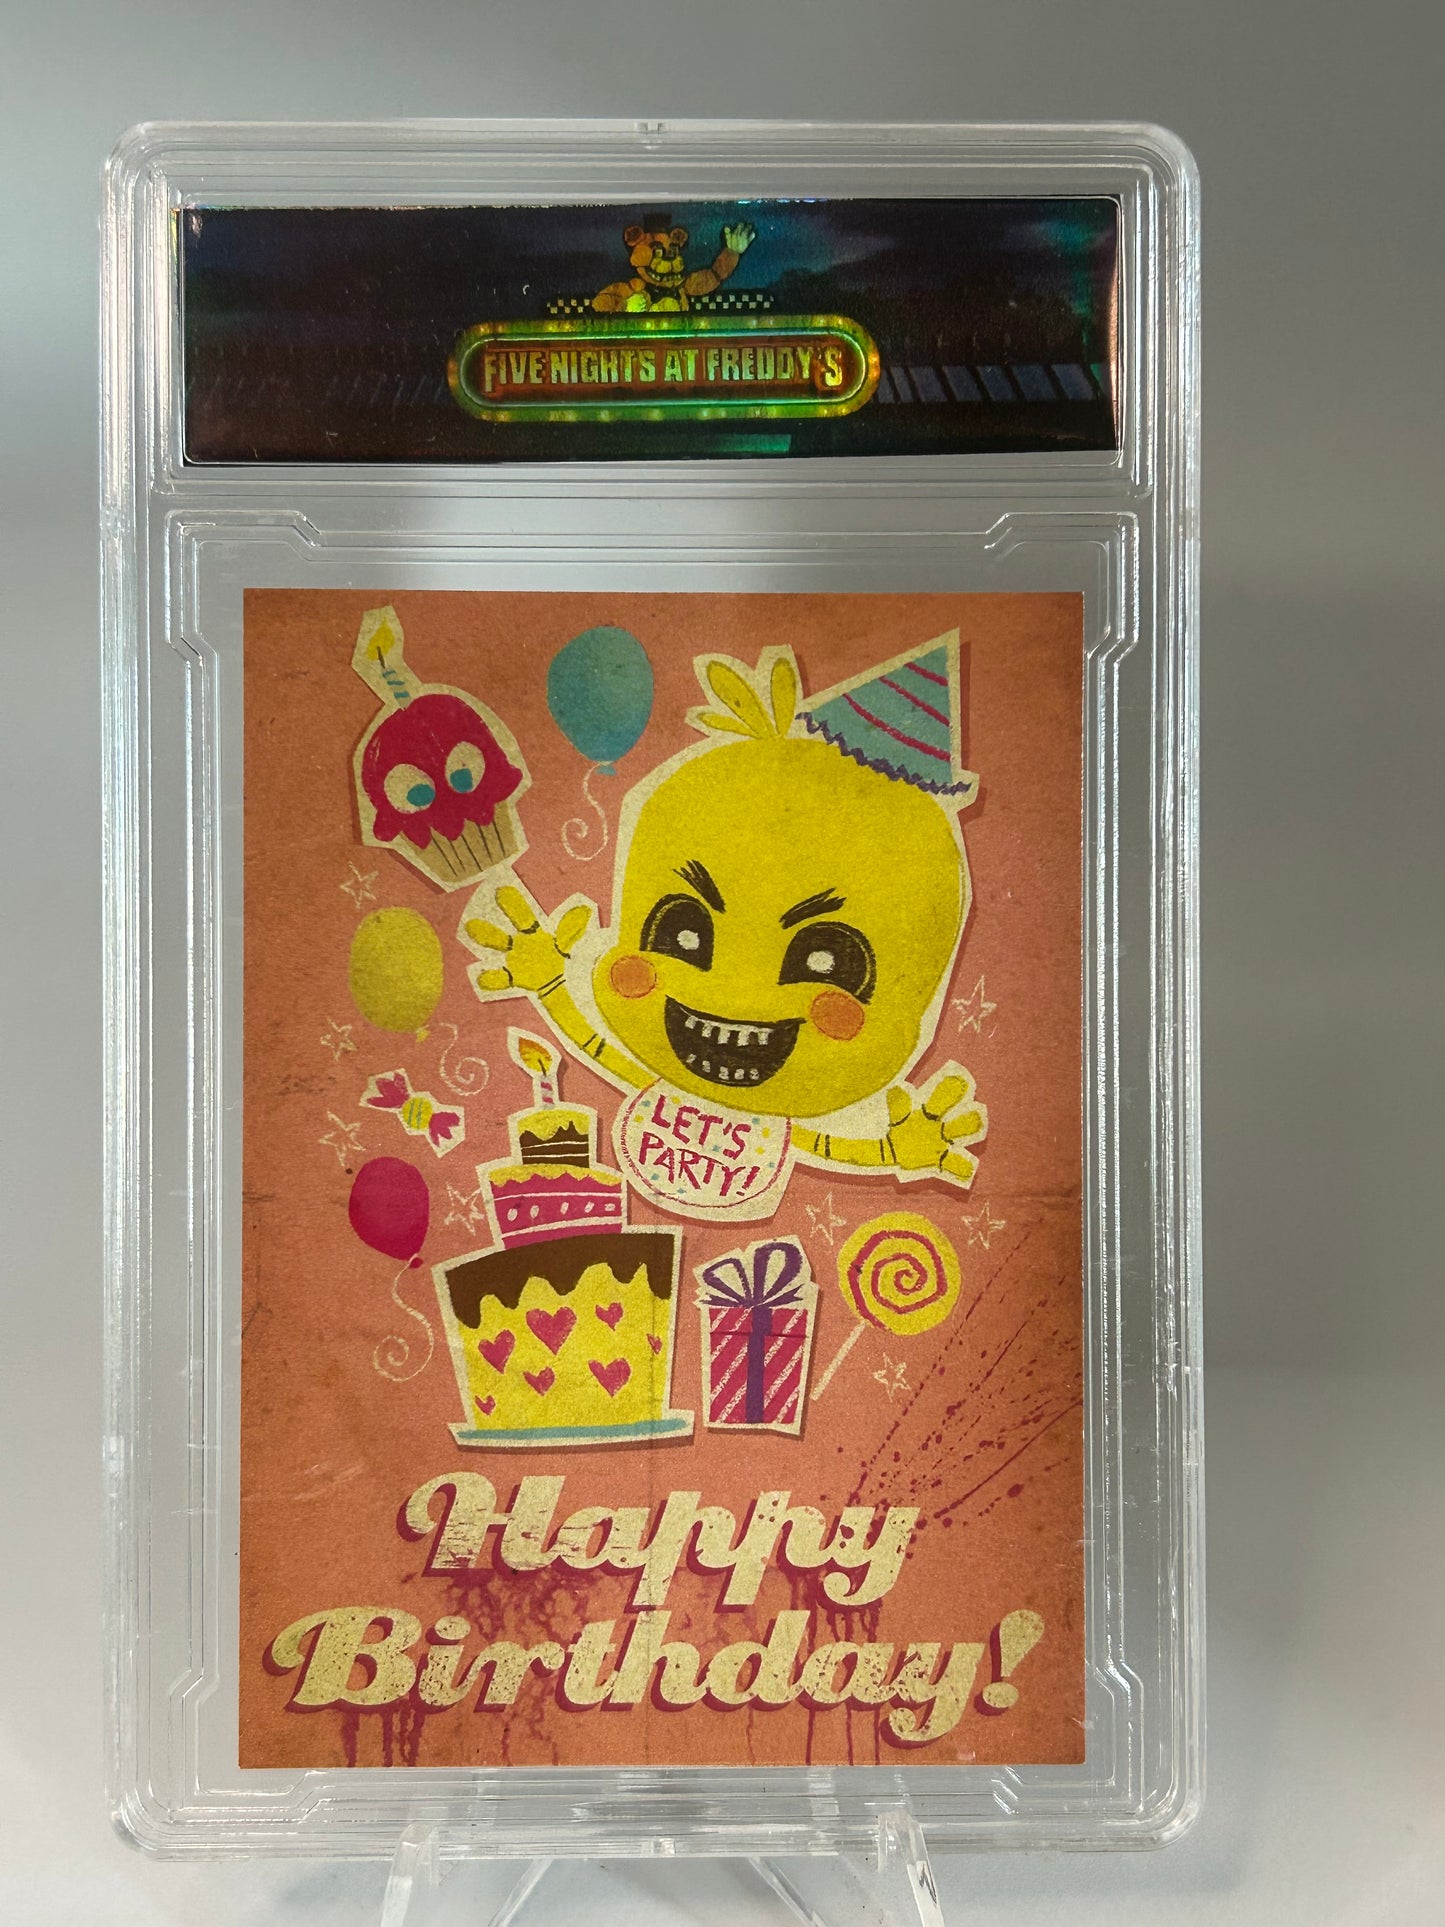 FIVE NIGHTS AT FREDDY'S
LET'S
PARTY!
Happy
Birthday!